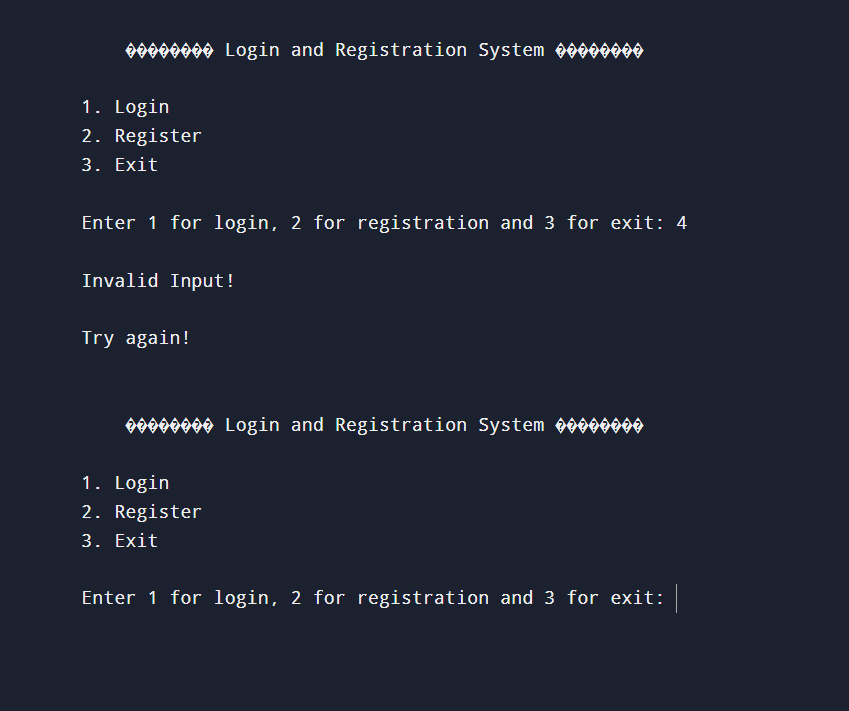 �������� Login and Registration System ��������
1. Login
2. Register
3. Exit
Enter 1 for login, 2 for registration and 3 for exit: 4
Invalid Input!
Try again!
�������� Login and Registration System ��������
1. Login
2. Register
3. Exit
Enter 1 for login, 2 for registration and 3 for exit: